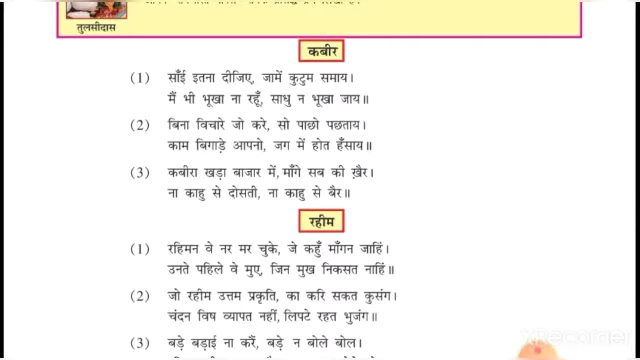 तुलसीदास
कबीर
(1) साँई इतना दीजिए, जामें कुटुम समाय।
मैं भी भूखा ना रहूँ, साधु न भूखा जाय॥
(2) बिना विचारे जो करे, सो पाछो पछताय।
काम बिगाड़े आपनो, जग में होत हँसाय॥
(3) कबीरा खड़ा बाजार में, माँगे सब की ख़ैर।
ना काहु से दोसती, ना काहु से बैर॥
रहीम
(1) रहिमन वे नर मर चुके, जे कहुँ माँगन जाहिं।
उनते पहिले वे मुए, जिन मुख निकसत नाहिं॥
(2) जो रहीम उत्तम प्रकृति, का करि सकत कुसंग।
चंदन विष व्यापत नहीं, लिपटे रहत भुजंग॥
(3) बड़े बड़ाई ना करैं, बड़े न बोले बोल।